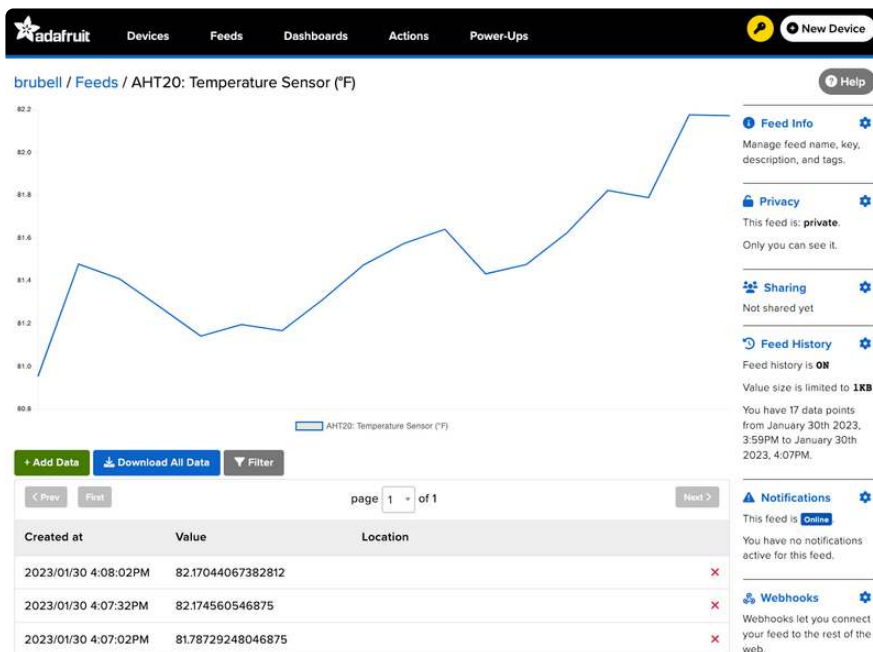 adafruit
Devices
Feeds
Dashboards
Actions
Power-Ups
New Device
brubell / Feeds / AHT20: Temperature Sensor (°F)
Help
82.2
82.0
81.8
81.6
81.4
81.2
81.0
80.8
AHT20: Temperature Sensor (°F)
+ Add Data
Download All Data
Filter
< Prev
First
page 1 of 1
Next >
Created at Value Location
2023/01/30 4:08:02PM 82.17044067382812
2023/01/30 4:07:32PM 82.174560546875
2023/01/30 4:07:02PM 81.78729248046875
Feed Info
Manage feed name, key,
description, and tags.
Privacy
This feed is: private.
Only you can see it.
Sharing
Not shared yet
Feed History
Feed history is ON
Value size is limited to 1KB
You have 17 data points
from January 30th 2023,
3:59PM to January 30th
2023, 4:07PM.
Notifications
This feed is Online.
You have no notifications
active for this feed.
Webhooks
Webhooks let you connect
your feed to the rest of the
web.